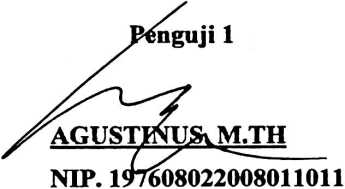 Penguji 1
AGUSTINUS, M.TH
NIP. 197608022008011011